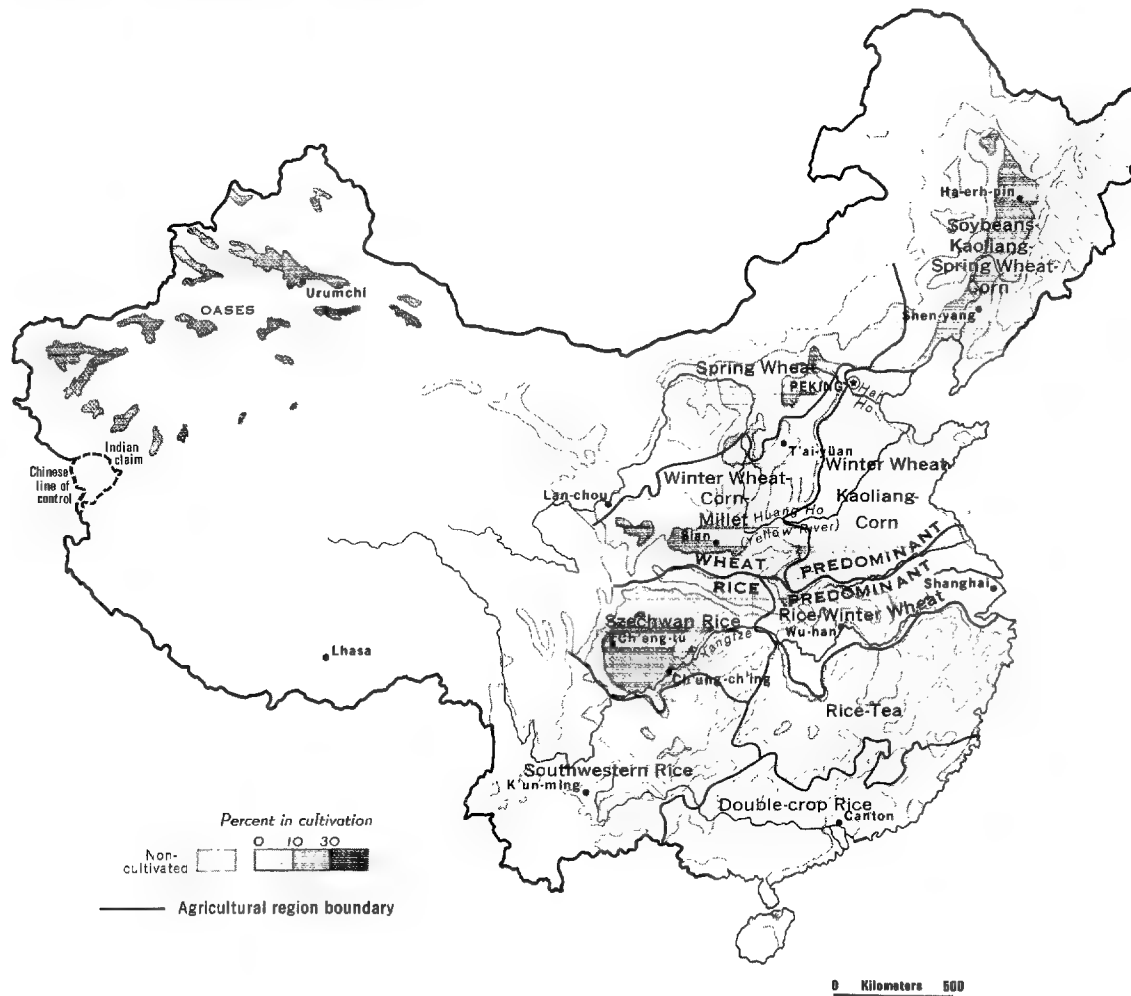 Ha-erh-pin
Soybeans-
Kaoliang-
Spring Wheat-
Corn
Shen-yang
Urumchi
OASES
Spring Wheat
PEKING
Ho
T'ai-yüan
Indian
claim
Chinese
line of
control
Lan-chou
Winter Wheat-
Corn-
Millet
Huang Ho
(Yellow River)
Sian
Winter Wheat
Kaoliang-
Corn
WHEAT
PREDOMINANT
RICE
PREDOMINANT
Shanghai
Rice-Winter Wheat
Wu-han
Szechwan Rice
Ch'eng-tu
Yangtze
Ch'ung-ch'ing
Lhasa
Rice-Tea
Southwestern Rice
K'un-ming
Double-crop Rice
Canton
Percent in cultivation
0 10 30
Non-
cultivated
Agricultural region boundary
0 Kilometers 500